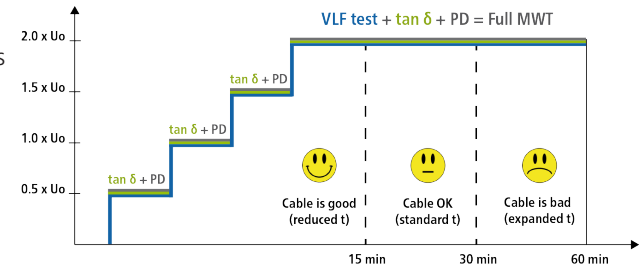 VLF test + tan δ + PD = Full MWT
2.0 x Uo
s
tan δ + PD
1.5 x Uo
tan δ + PD
1.0 x Uo
tan δ + PD
0.5 x Uo
Cable is good
(reduced t)
Cable OK
(standard t)
Cable is bad
(expanded t)
15 min
30 min
60 min